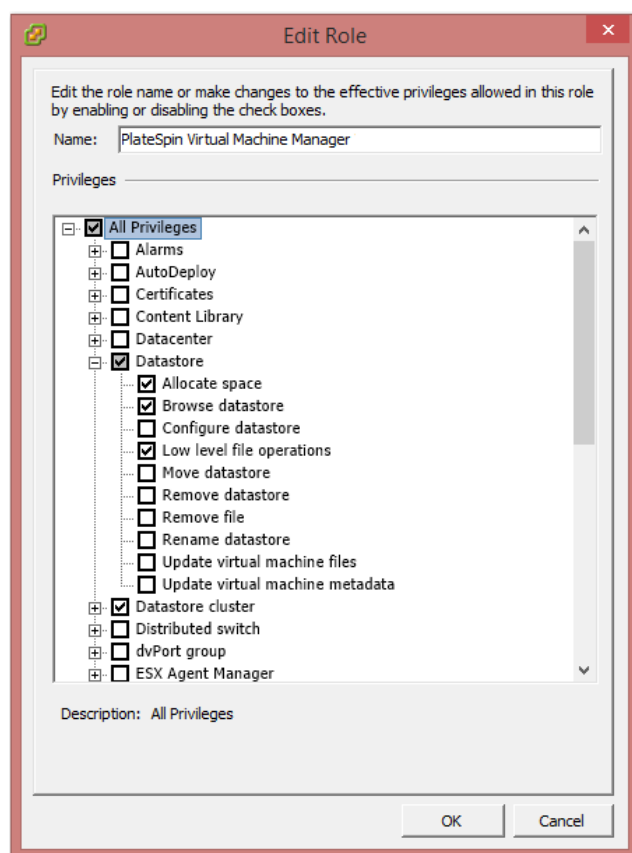 Edit Role
Edit the role name or make changes to the effective privileges allowed in this role
by enabling or disabling the check boxes.
Name: PlateSpin Virtual Machine Manager
Privileges
All Privileges
Alarms
AutoDeploy
Certificates
Content Library
Datacenter
Datastore
Allocate space
Browse datastore
Configure datastore
Low level file operations
Move datastore
Remove datastore
Remove file
Rename datastore
Update virtual machine files
Update virtual machine metadata
Datastore cluster
Distributed switch
dvPort group
ESX Agent Manager
Description: All Privileges
OK Cancel